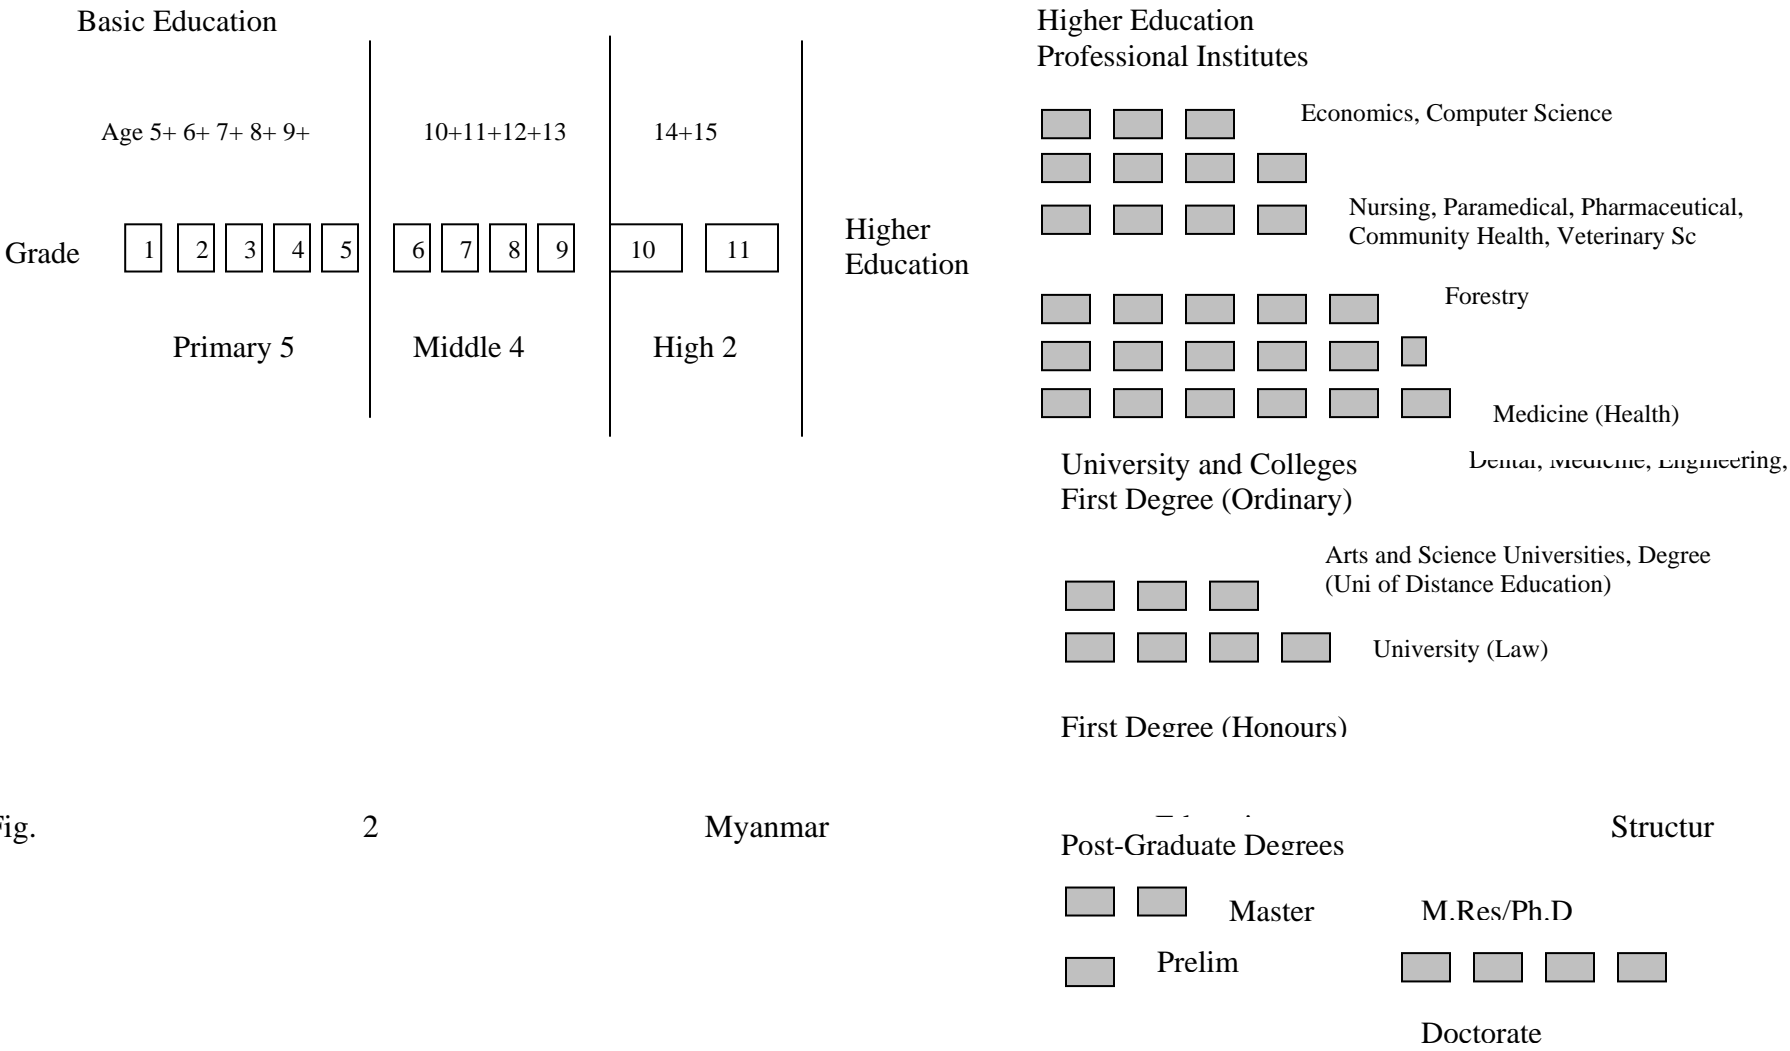 Basic Education
Age 5+ 6+ 7+ 8+ 9+
10+11+12+13
14+15
Grade
1 2 3 4 5 6 7 8 9 10 11
Higher
Education
Primary 5
Middle 4
High 2
Higher Education
Professional Institutes
Economics, Computer Science
Nursing, Paramedical, Pharmaceutical,
Community Health, Veterinary Sc
Forestry
Medicine (Health)
Dental, Medicine, Engineering,
University and Colleges
First Degree (Ordinary)
Arts and Science Universities, Degree
(Uni of Distance Education)
University (Law)
First Degree (Honours)
2 Myanmar Structur
Post-Graduate Degrees
Master
M.Res/Ph.D
Prelim
Doctorate